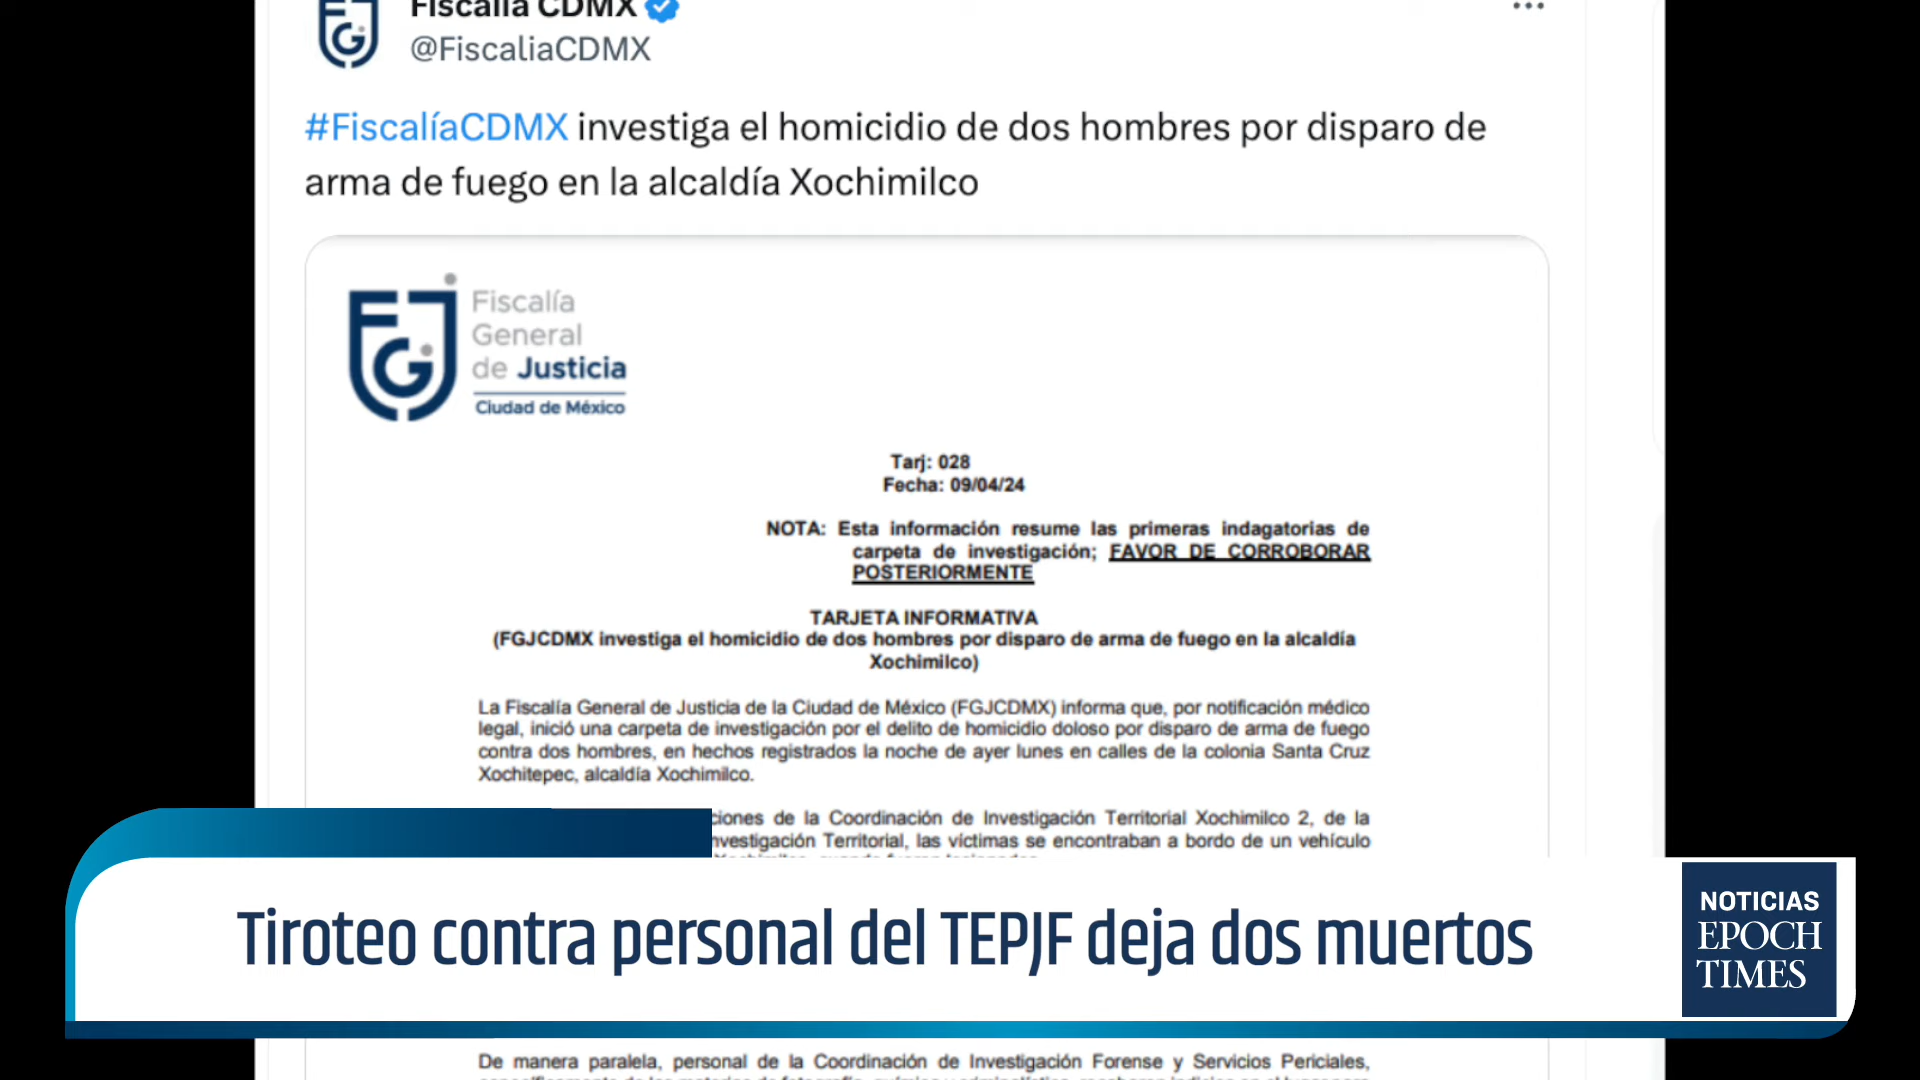 Fiscalía CDMX
@FiscaliaCDMX
#FiscalíaCDMX investiga el homicidio de dos hombres por disparo de
arma de fuego en la alcaldía Xochimilco
Fiscalía
General
de Justicia
Ciudad de México
Tarj: 028
Fecha: 09/04/24
NOTA: Esta información resume las primeras indagatorias de
carpeta de investigación; FAVOR DE CORROBORAR
POSTERIORMENTE
TARJETA INFORMATIVA
(FGJCDMX investiga el homicidio de dos hombres por disparo de arma de fuego en la alcaldía
Xochimilco)
La Fiscalía General de Justicia de la Ciudad de México (FGJCDMX) informa que, por notificación médico
legal, inició una carpeta de investigación por el delito de homicidio doloso por disparo de arma de fuego
contra dos hombres, en hechos registrados la noche de ayer lunes en calles de la colonia Santa Cruz
Xochitepec, alcaldía Xochimilco.
ciones de la Coordinación de Investigación Territorial Xochimilco 2, de la
nvestigación Territorial, las víctimas se encontraban a bordo de un vehículo
Tiroteo contra personal del TEPJF deja dos muertos
NOTICIAS
EPOCH
TIMES
De manera paralela, personal de la Coordinación de Investigación Forense y Servicios Periciales,